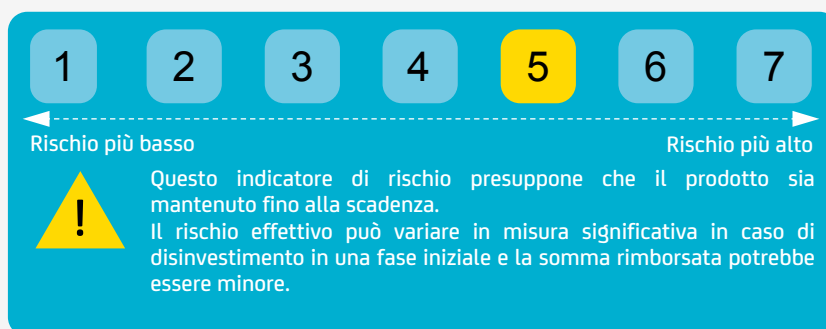 1 2 3 4 5 6 7
Rischio più basso Rischio più alto
Questo indicatore di rischio presuppone che il prodotto sia
mantenuto fino alla scadenza.
Il rischio effettivo può variare in misura significativa in caso di
disinvestimento in una fase iniziale e la somma rimborsata potrebbe
essere minore.
!